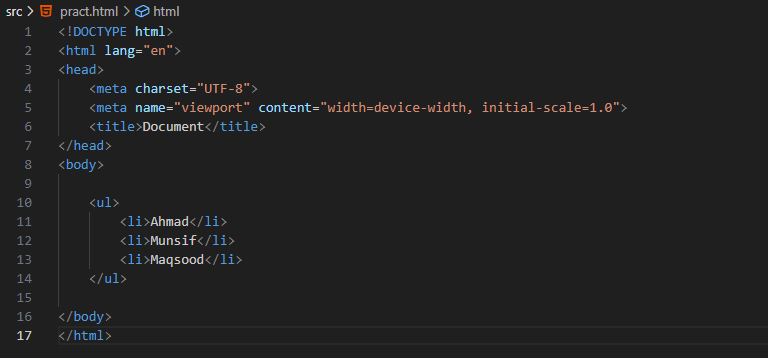 src > pract.html > html
1 <!DOCTYPE html>
2 <html lang="en">
3 <head>
4     <meta charset="UTF-8">
5     <meta name="viewport" content="width=device-width, initial-scale=1.0">
6     <title>Document</title>
7 </head>
8 <body>
9
10     <ul>
11         <li>Ahmad</li>
12         <li>Munsif</li>
13         <li>Maqsood</li>
14     </ul>
15
16 </body>
17 </html>